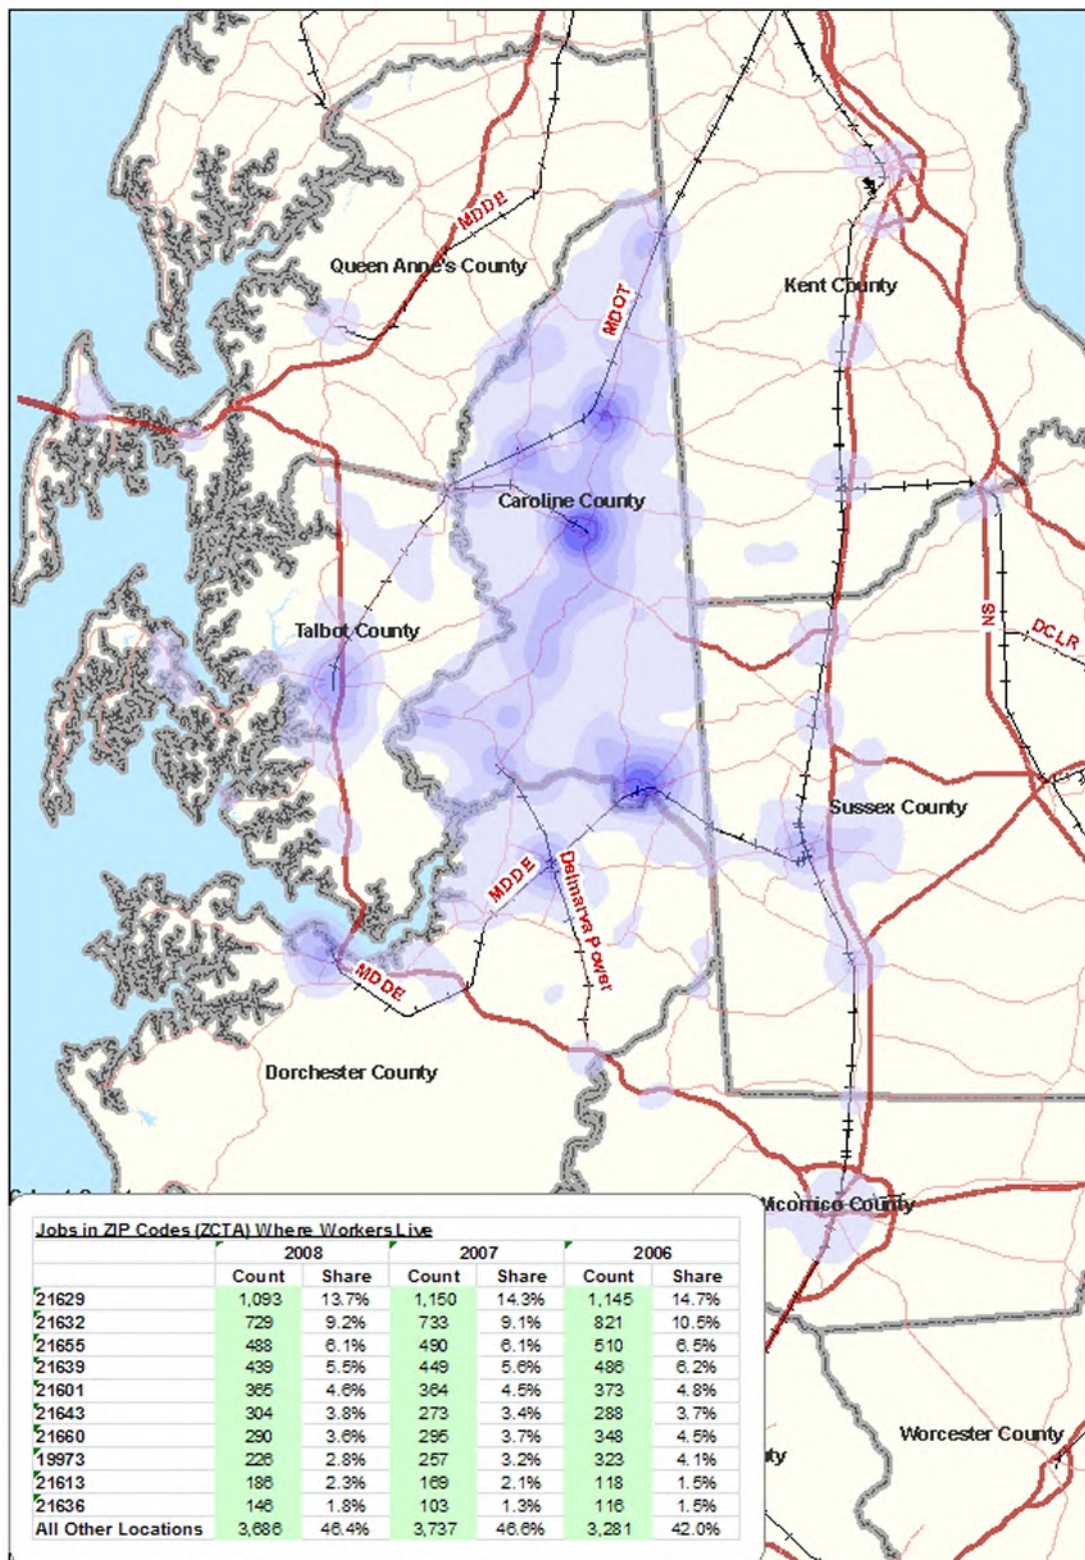 MDDE
Queen Anne's County
Kent County
MDOT
Caroline County
Talbot County
NS
DCLR
Sussex County
MDDE
Delmarva Power
MDDE
Dorchester County
Wicomico County
Jobs in ZIP Codes (ZCTA) Where Workers Live
2008 2007 2006
Count Share Count Share Count Share
21629 1,093 13.7% 1,150 14.3% 1,145 14.7%
21632 729 9.2% 733 9.1% 821 10.5%
21655 488 6.1% 490 6.1% 510 6.5%
21639 439 5.5% 449 5.6% 486 6.2%
21601 365 4.6% 364 4.5% 373 4.8%
21643 304 3.8% 273 3.4% 288 3.7%
21660 290 3.6% 295 3.7% 348 4.5%
19973 226 2.8% 257 3.2% 323 4.1%
21613 186 2.3% 169 2.1% 118 1.5%
21636 146 1.8% 103 1.3% 116 1.5%
All Other Locations 3,686 46.4% 3,737 46.6% 3,281 42.0%
Worcester County